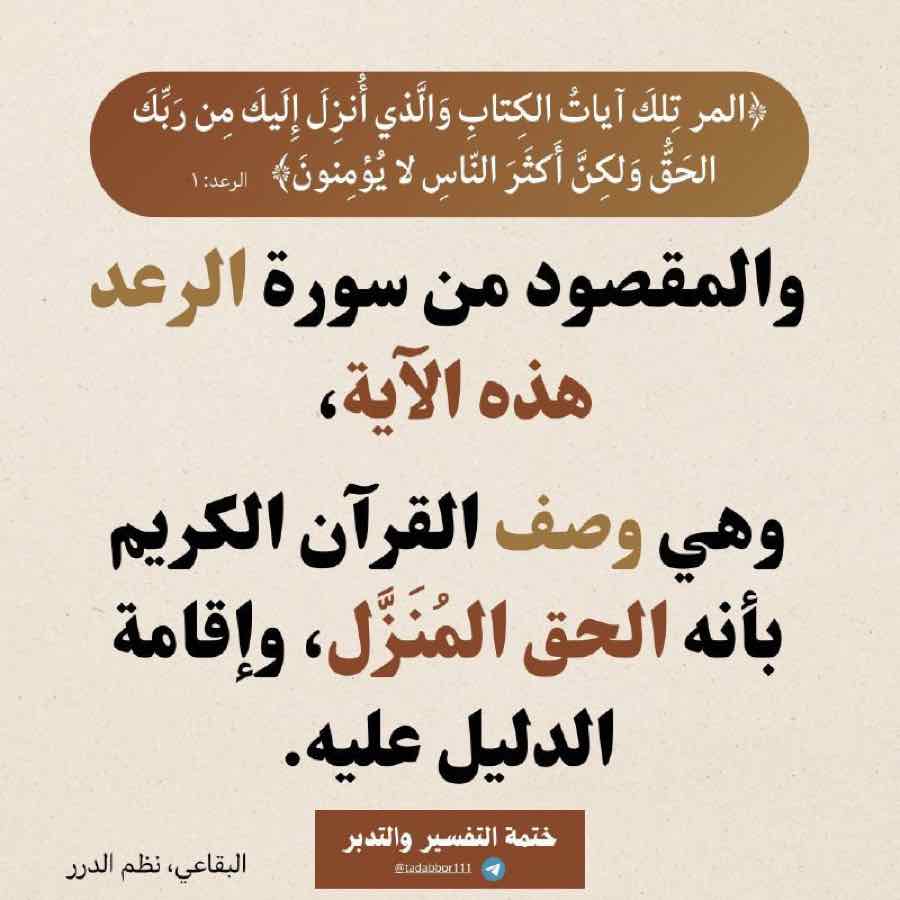 ﴿المر تِلكَ آياتُ الكِتابِ وَالَّذي أُنزِلَ إِلَيكَ مِن رَبِّكَ
الحَقُّ وَلكِنَّ أَكثَرَ النّاسِ لا يُؤمِنونَ﴾ الرعد: ١
والمقصود من سورة الرعد
هذه الآية،
وهي وصف القرآن الكريم
بأنه الحق المُنَزَّل، وإقامة
الدليل عليه.
ختمة التفسير والتدبر
@tadabbor111
البقاعي، نظم الدرر